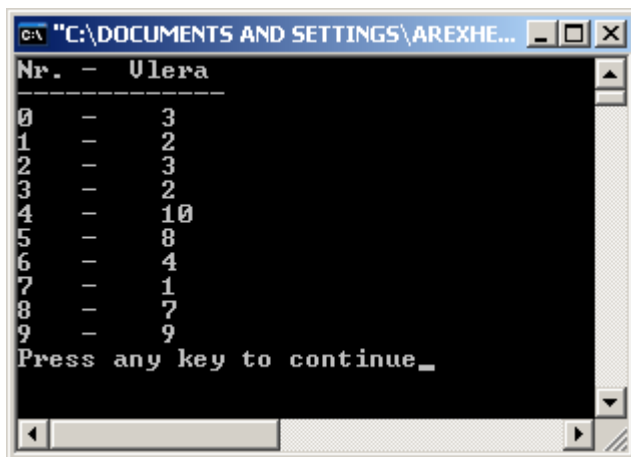 "C:\DOCUMENTS AND SETTINGS\AREXHE...
Nr. - Vlera
-------------
0 - 3
1 - 2
2 - 3
3 - 2
4 - 10
5 - 8
6 - 4
7 - 1
8 - 7
9 - 9
Press any key to continue_